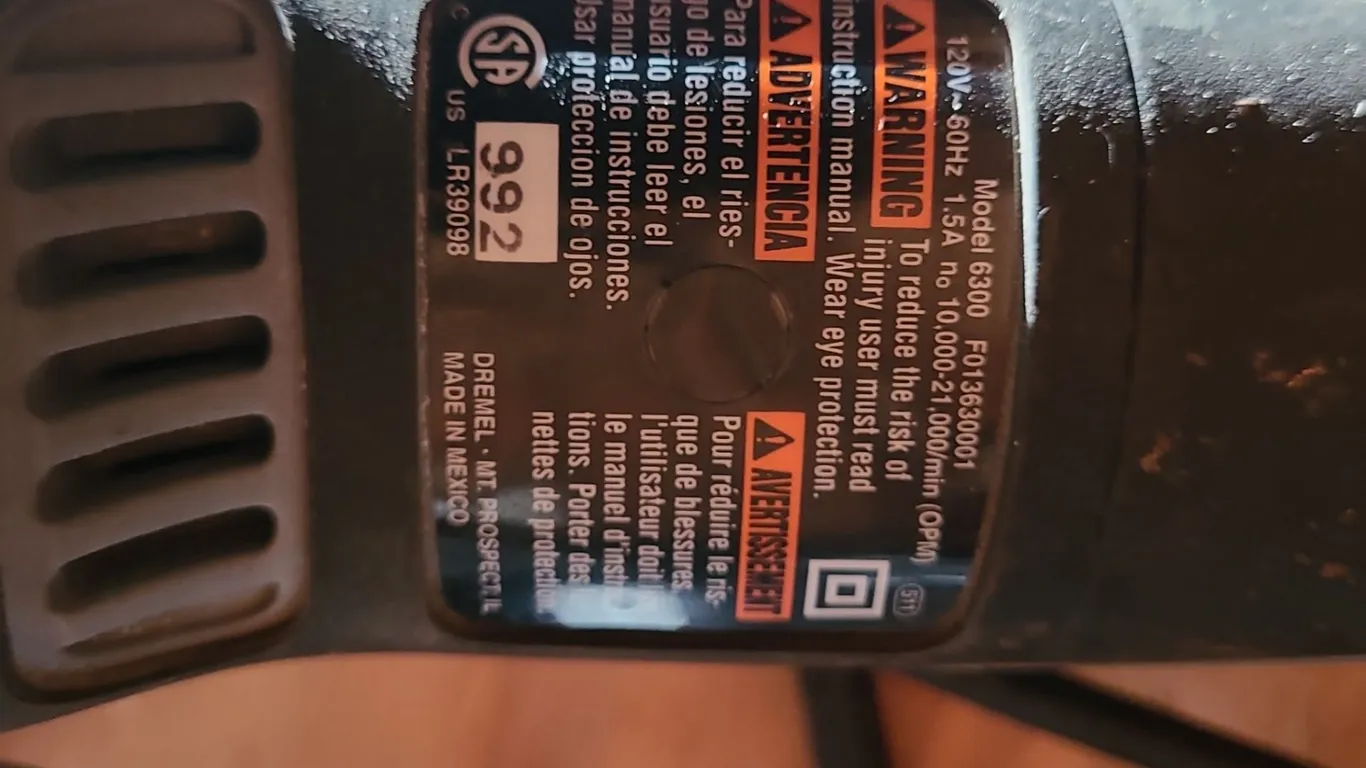 Model 6300 F013630001
120V~ 60Hz 1.5A no 10,000-21,000/min (OPM)
511
WARNING To reduce the risk of
injury user must read
instruction manual. Wear eye protection.
ADVERTENCIA
Para reducir el ries-
go de lesiones, el
usuario debe leer el
manual de instrucciones.
Usar proteccion de ojos.
AVERTISSEMENT
Pour réduire le ris-
que de blessures
l'utilisateur doit
le manuel d'instr
tions. Porter des
nettes de protection
C SA US
992
LR39098
DREMEL · MT. PROSPECT, IL
MADE IN MEXICO